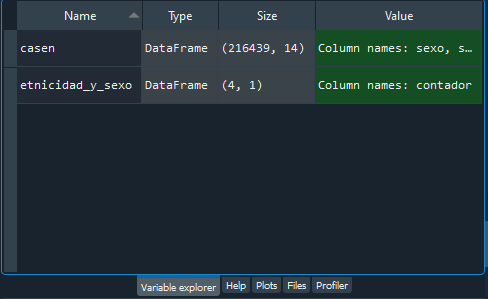 Name Type Size Value
casen DataFrame (216439, 14) Column names: sexo, s…
etnicidad_y_sexo DataFrame (4, 1) Column names: contador
Variable explorer Help Plots Files Profiler